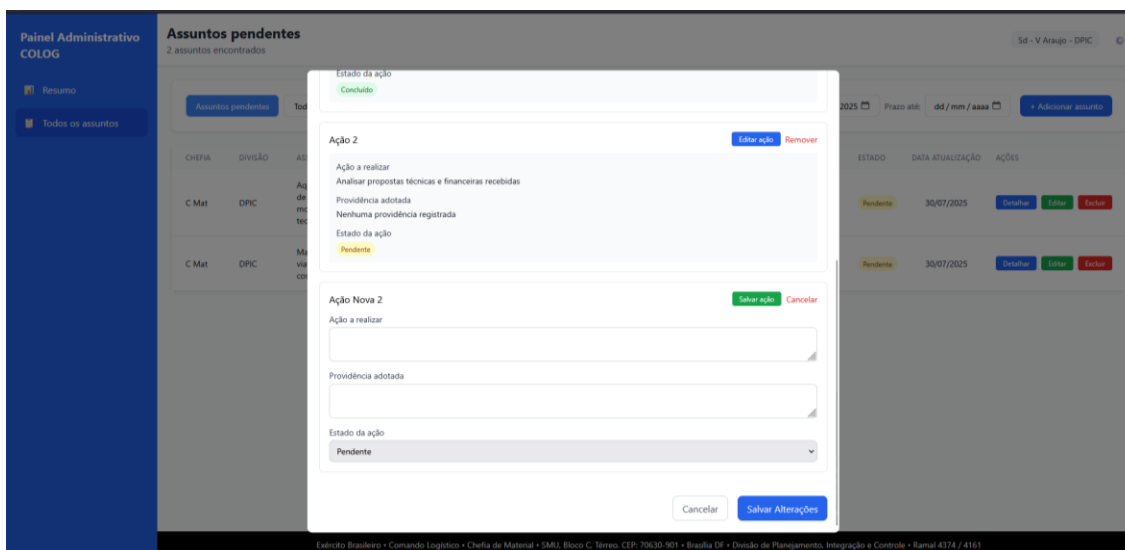 Painel Administrativo
COLOG
Resumo
Todos os assuntos
Assuntos pendentes
2 assuntos encontrados
Sd - V Araujo - DPIC
Assuntos pendentes
2025
Prazo até:
dd / mm / aaaa
+ Adicionar assunto
CHEFIA
DIVISÃO
ESTADO
DATA ATUALIZAÇÃO
AÇÕES
C Mat
DPIC
Pendente
30/07/2025
Detalhar
Editar
Excluir
C Mat
DPIC
Pendente
30/07/2025
Detalhar
Editar
Excluir
Estado da ação
Concluído
Ação 2
Editar ação
Remover
Ação a realizar
Analisar propostas técnicas e financeiras recebidas
Providência adotada
Nenhuma providência registrada
Estado da ação
Pendente
Ação Nova 2
Salvar ação
Cancelar
Ação a realizar
Providência adotada
Estado da ação
Pendente
Cancelar
Salvar Alterações
Exército Brasileiro • Comando Logístico • Chefia de Material • SMU, Bloco C, Térreo, CEP: 70630-901 • Brasília DF • Divisão de Planejamento, Integração e Controle • Ramal 4374 / 4161